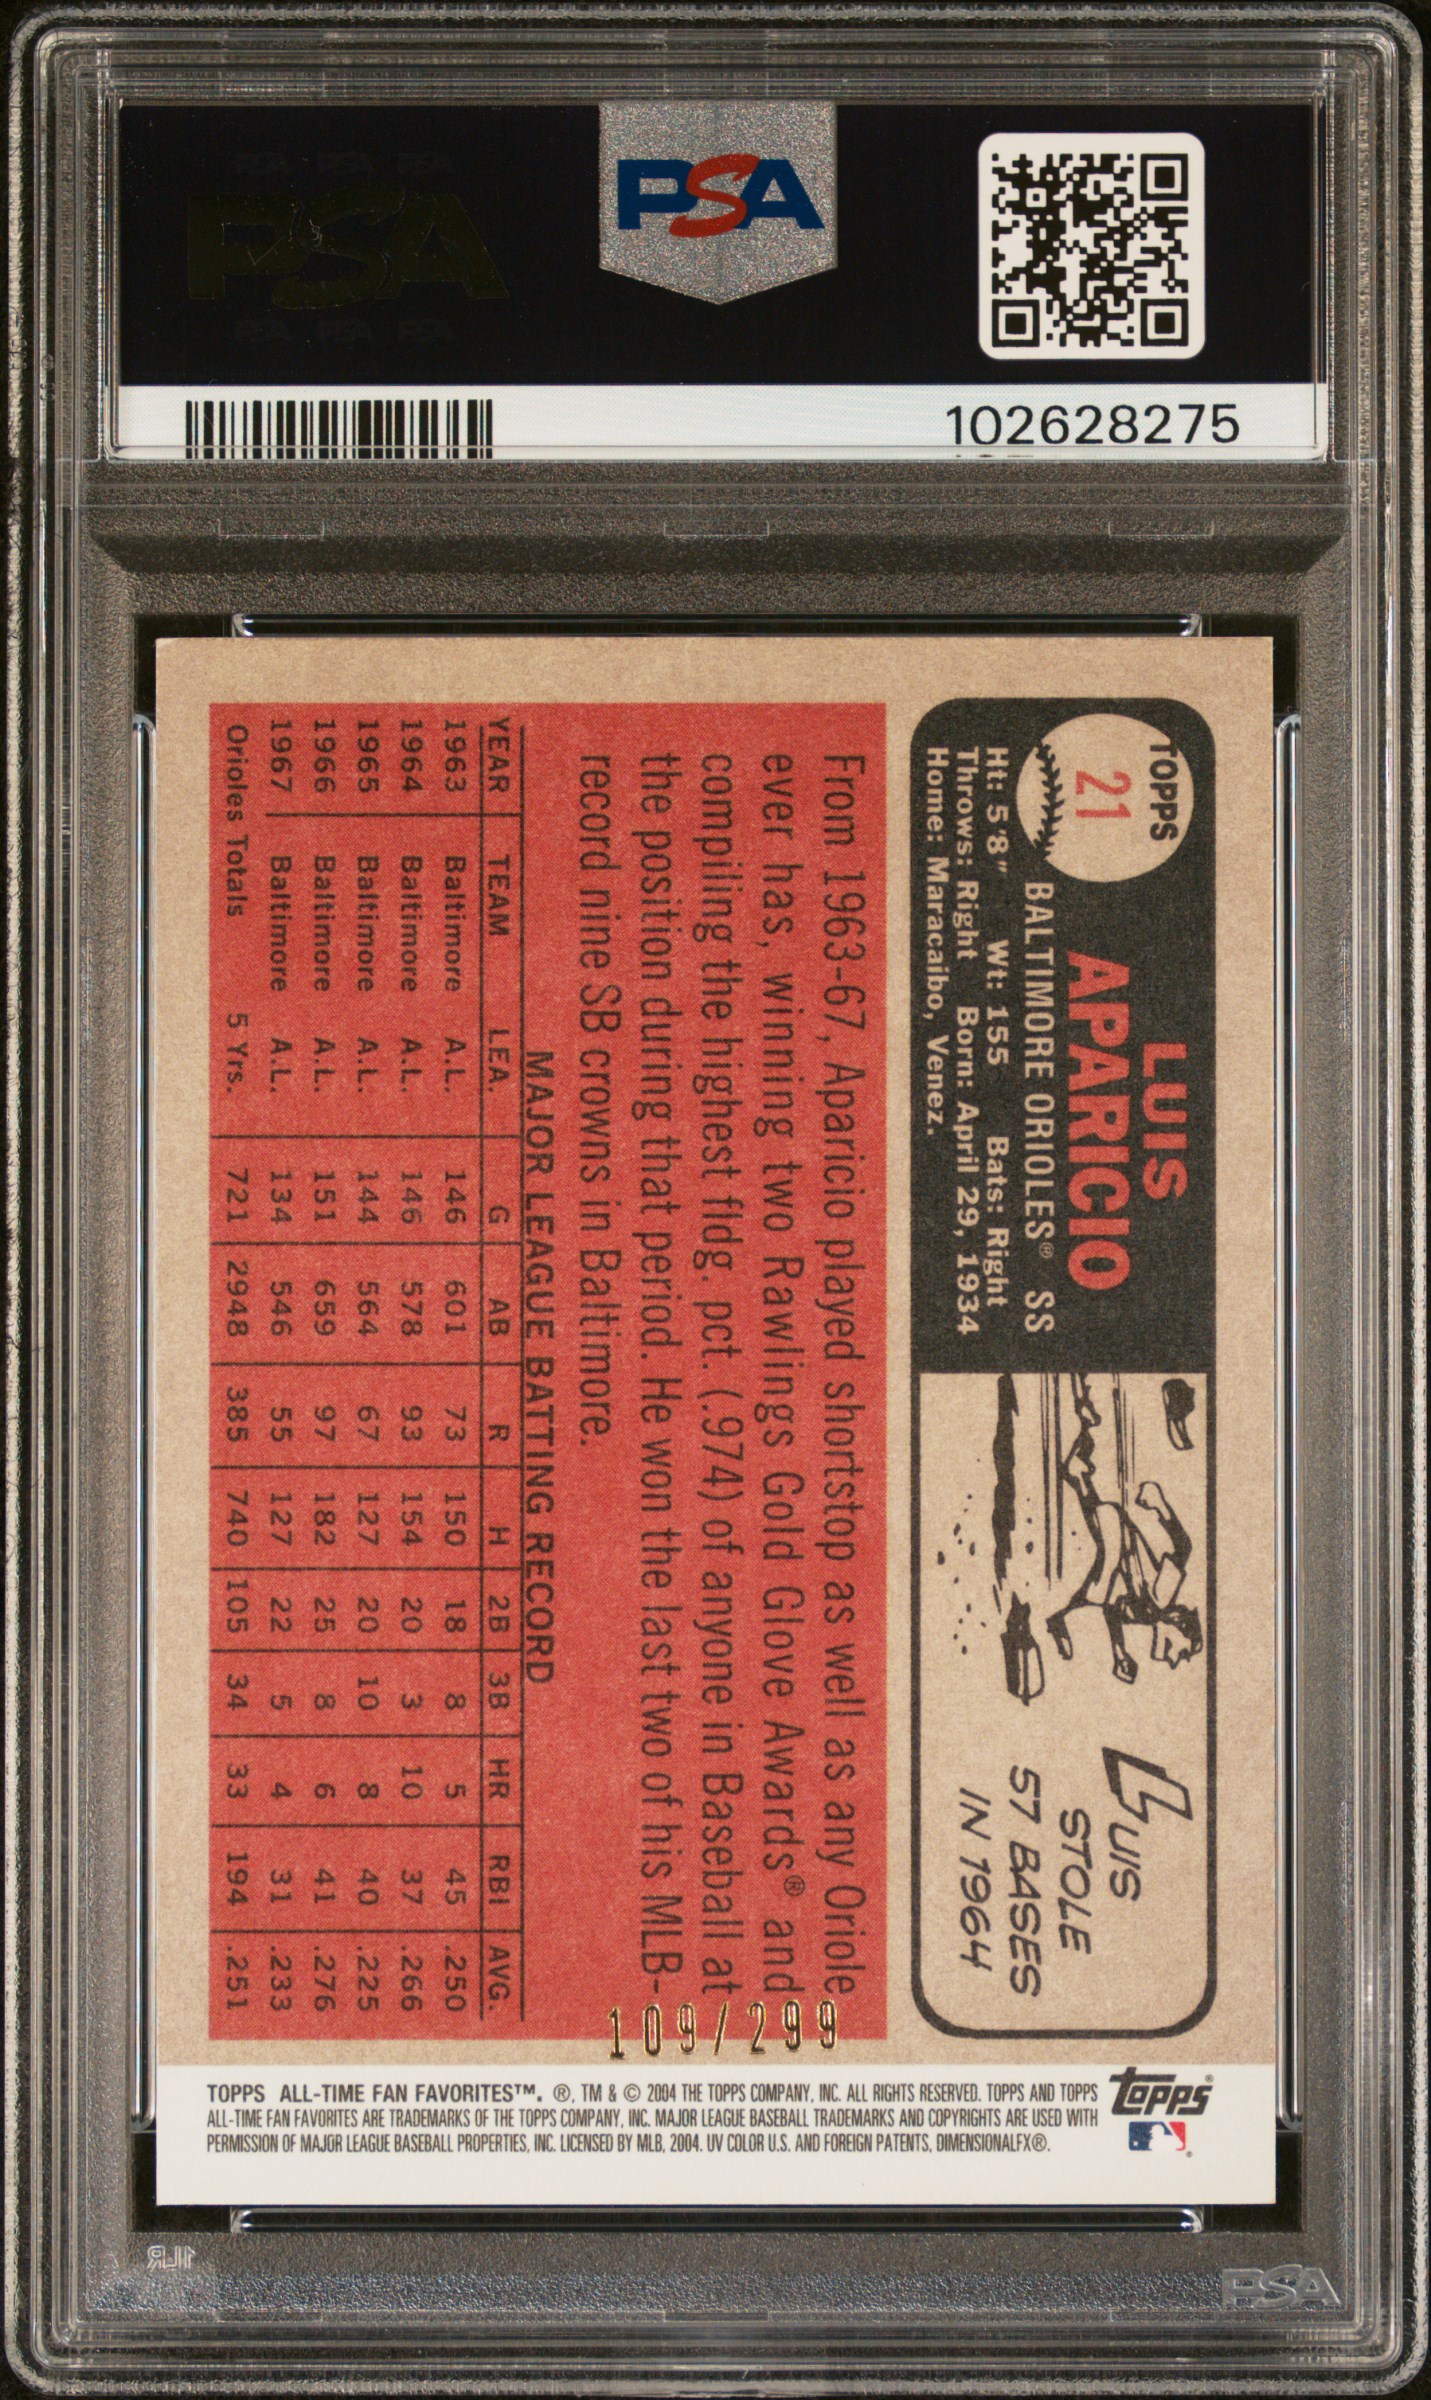 PSA
PSA
102628275
TOPPS
21
LUIS
APARICIO
BALTIMORE ORIOLES® SS
Ht: 5'8" Wt: 155 Bats: Right
Throws: Right Born: April 29, 1934
Home: Maracaibo, Venez.
LUIS
STOLE
57 BASES
IN 1964
From 1963-67, Aparicio played shortstop as well as any Oriole
ever has, winning two Rawlings Gold Glove Awards® and
compiling the highest fldg. pct. (.974) of anyone in Baseball at
the position during that period. He won the last two of his MLB-
record nine SB crowns in Baltimore.
MAJOR LEAGUE BATTING RECORD
YEAR TEAM LEA. G AB R H 2B 3B HR RBI AVG.
1963 Baltimore A.L. 146 601 73 150 18 8 5 45 .250
1964 Baltimore A.L. 146 578 93 154 20 3 10 37 .266
1965 Baltimore A.L. 144 564 67 127 20 10 8 40 .225
1966 Baltimore A.L. 151 659 97 182 25 8 6 41 .276
1967 Baltimore A.L. 134 546 55 127 22 5 4 31 .233
Orioles Totals 5 Yrs. 721 2948 385 740 105 34 33 194 .251
109/299
TOPPS ALL-TIME FAN FAVORITES™. ®, TM & © 2004 THE TOPPS COMPANY, INC. ALL RIGHTS RESERVED. TOPPS AND TOPPS
ALL-TIME FAN FAVORITES ARE TRADEMARKS OF THE TOPPS COMPANY, INC. MAJOR LEAGUE BASEBALL TRADEMARKS AND COPYRIGHTS ARE USED WITH
PERMISSION OF MAJOR LEAGUE BASEBALL PROPERTIES, INC. LICENSED BY MLB, 2004. UV COLOR U.S. AND FOREIGN PATENTS, DIMENSIONALFX®.
topps®
1LR
PSA